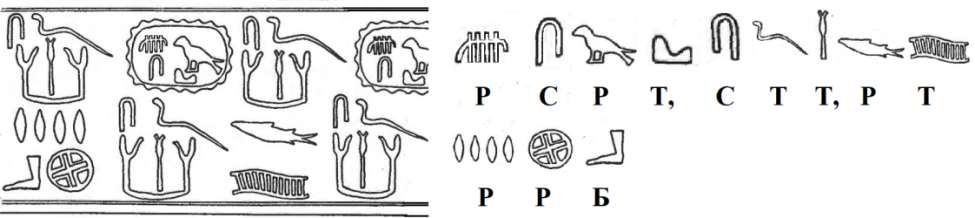 Р С Р Т, С Т Т, Р Т
Р Р Б